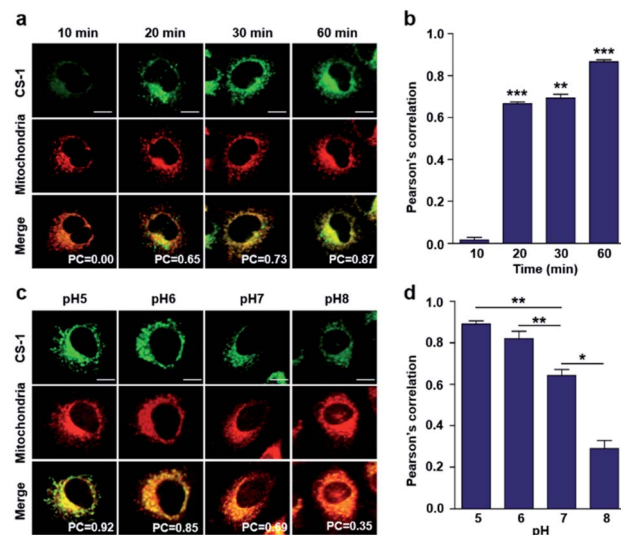 a
10 min 20 min 30 min 60 min
CS-1
Mitochondria
Merge
PC=0.00 PC=0.65 PC=0.73 PC=0.87
b
Pearson's correlation
1.0
0.8
0.6
0.4
0.2
0.0
*** ** ***
10 20 30 60
Time (min)
c
pH5 pH6 pH7 pH8
CS-1
Mitochondria
Merge
PC=0.92 PC=0.85 PC=0.69 PC=0.35
d
Pearson's correlation
1.0
0.8
0.6
0.4
0.2
0.0
**
**
*
5 6 7 8
pH